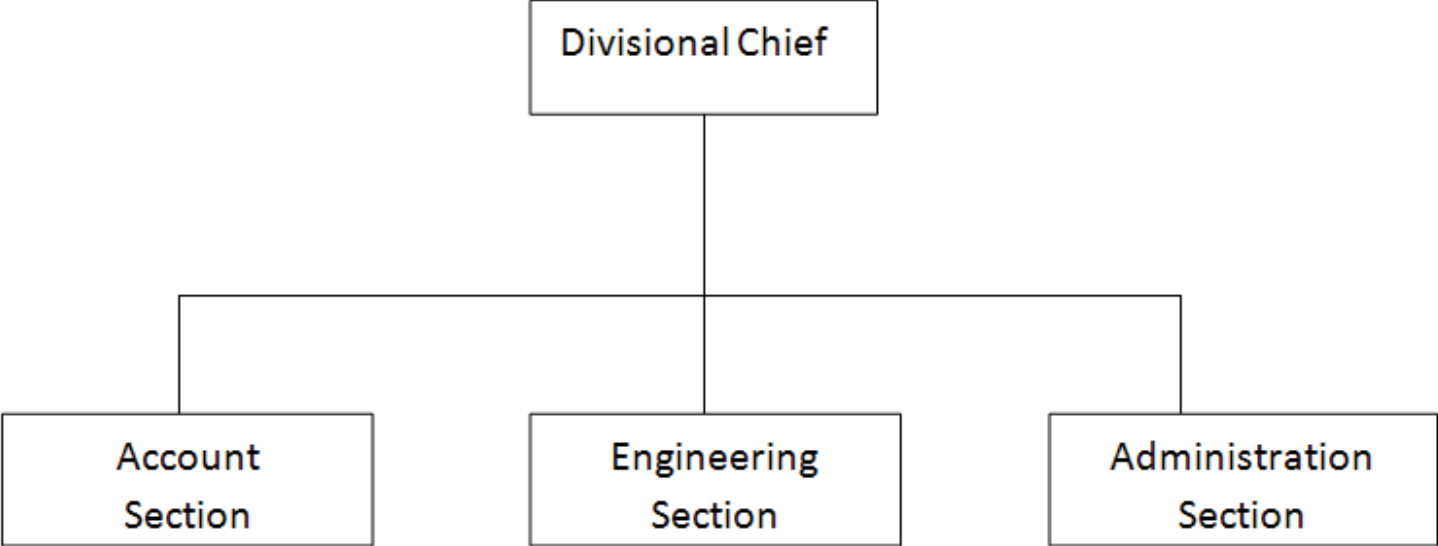 Divisional Chief
Account
Section
Engineering
Section
Administration
Section